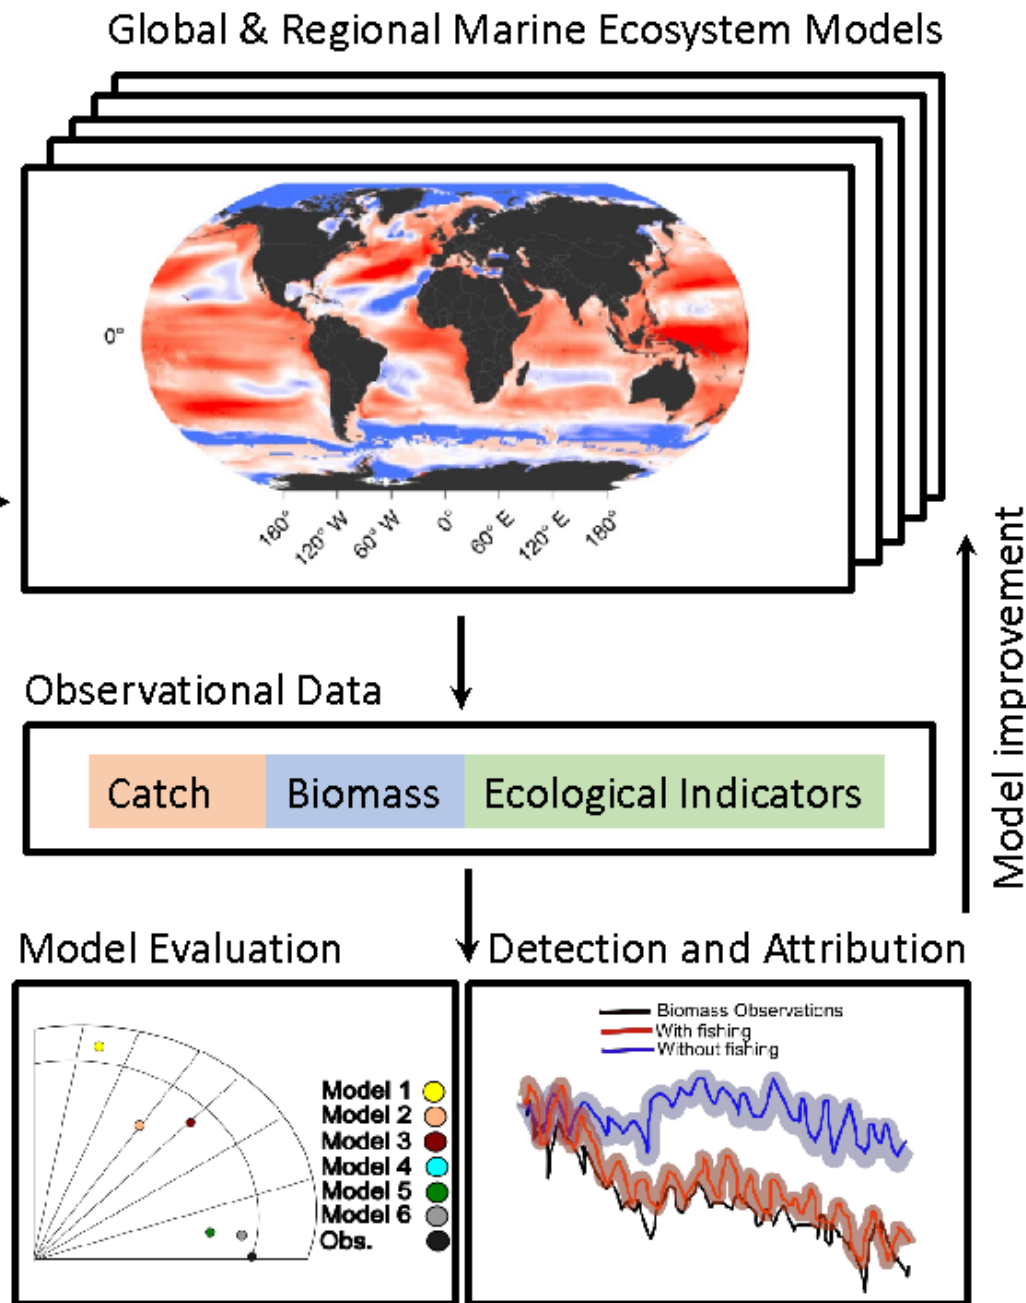 Global & Regional Marine Ecosystem Models
0°
180°
120° W
60° W
0°
60° E
120° E
180°
Model improvement
Observational Data
Catch
Biomass
Ecological Indicators
Model Evaluation
Detection and Attribution
Model 1
Model 2
Model 3
Model 4
Model 5
Model 6
Obs.
Biomass Observations
With fishing
Without fishing